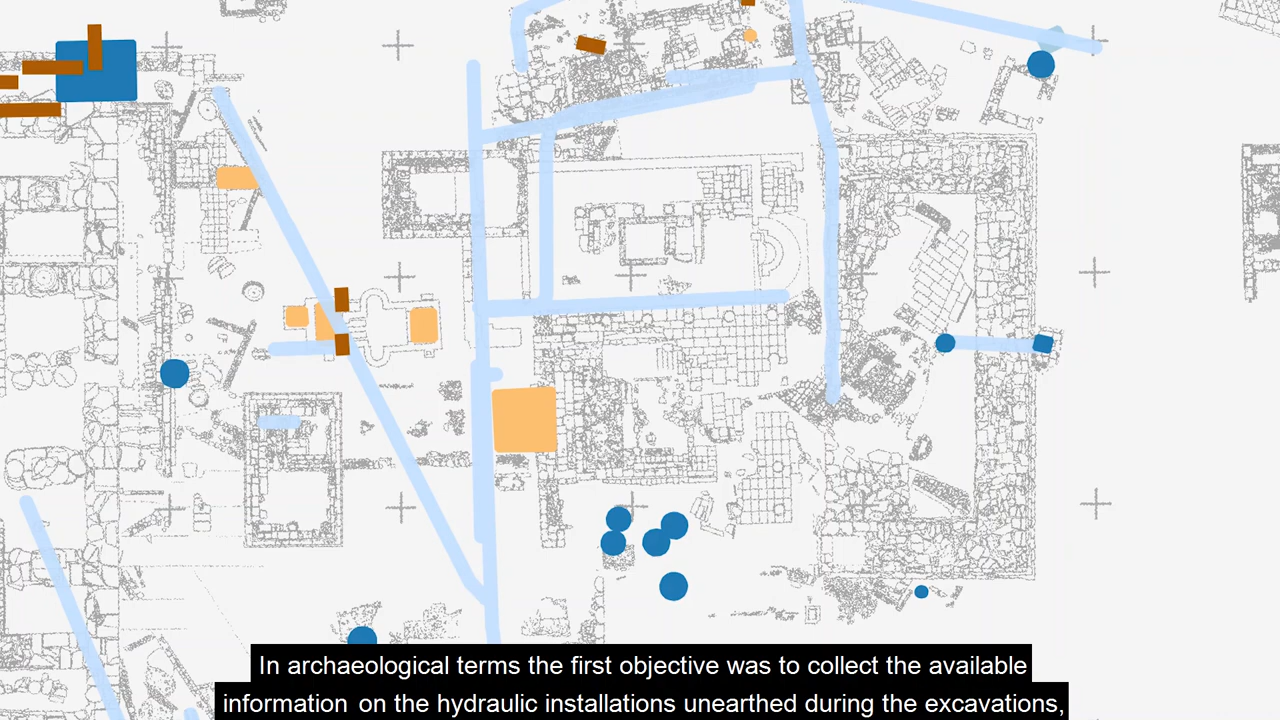 In archaeological terms the first objective was to collect the available
information on the hydraulic installations unearthed during the excavations,